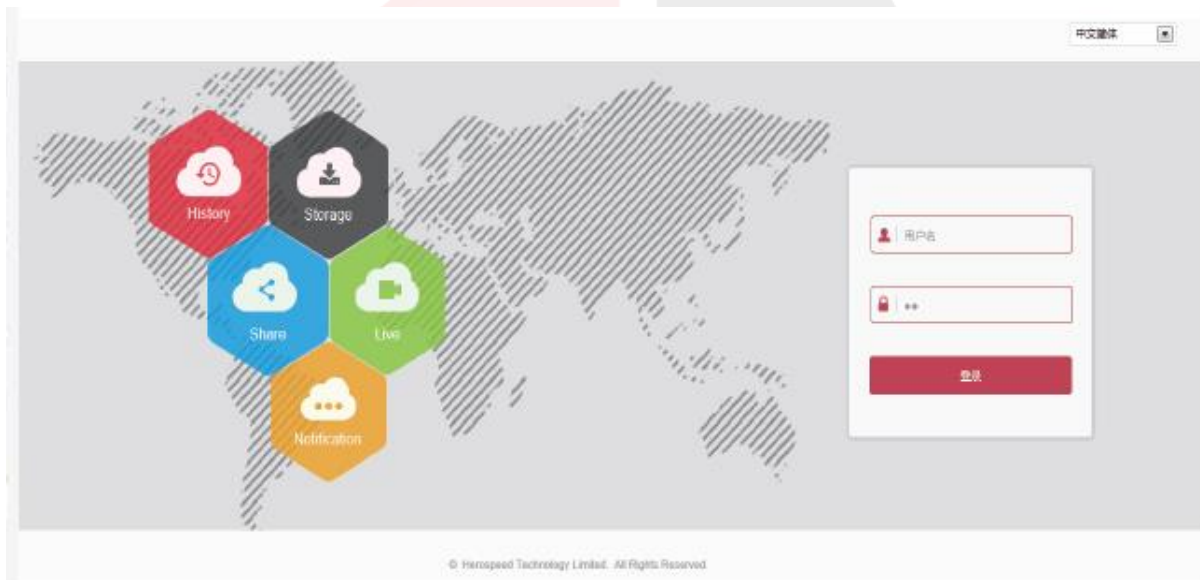 中文简体
History
Storage
用户名
Share
Live
登录
Notification
© Herospeed Technology Limited. All Rights Reserved.